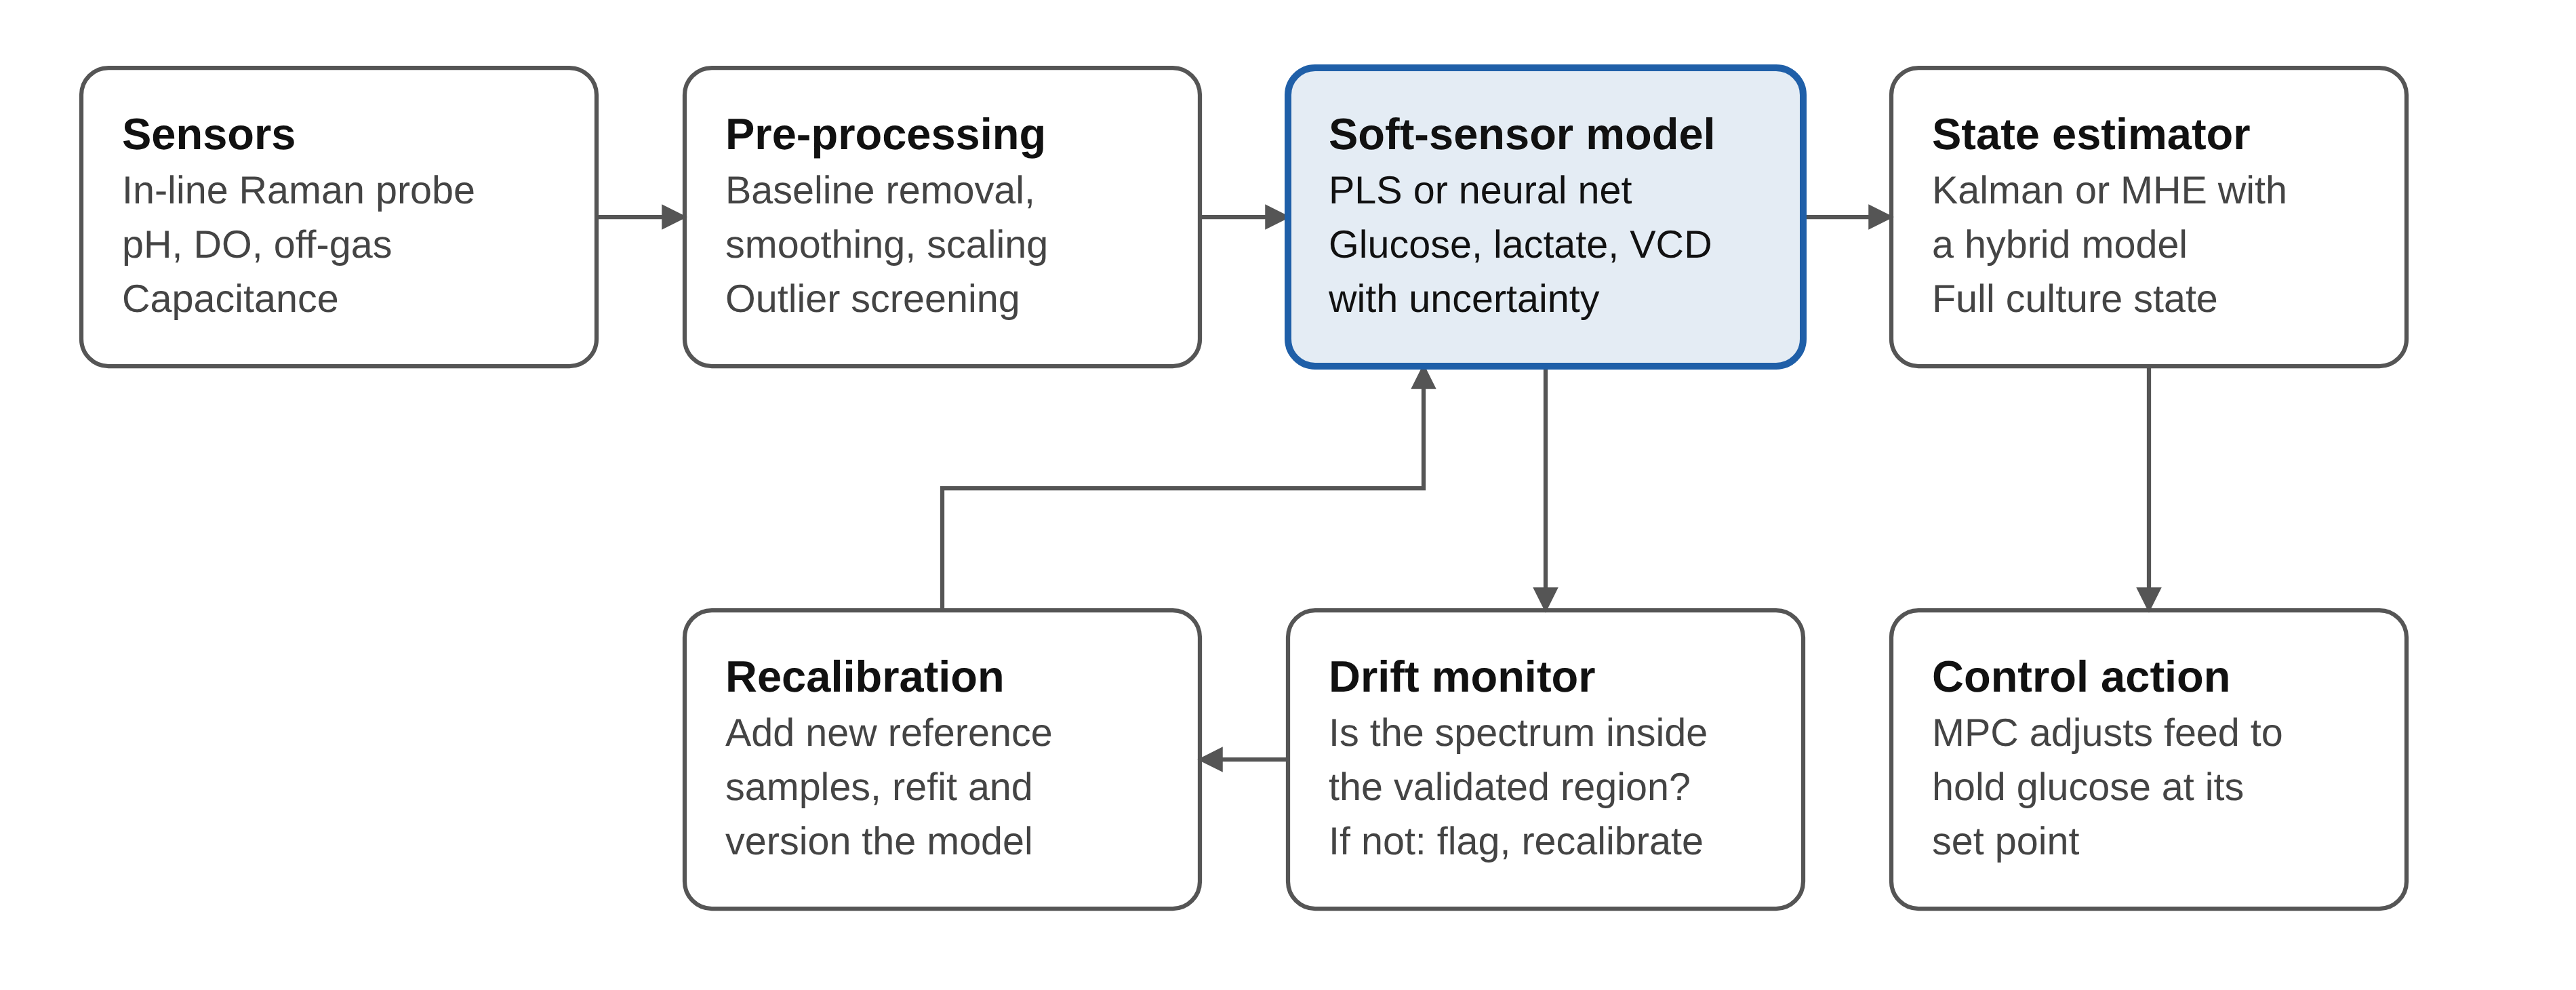 Sensors
In-line Raman probe
pH, DO, off-gas
Capacitance
Pre-processing
Baseline removal,
smoothing, scaling
Outlier screening
Soft-sensor model
PLS or neural net
Glucose, lactate, VCD
with uncertainty
State estimator
Kalman or MHE with
a hybrid model
Full culture state
Recalibration
Add new reference
samples, refit and
version the model
Drift monitor
Is the spectrum inside
the validated region?
If not: flag, recalibrate
Control action
MPC adjusts feed to
hold glucose at its
set point